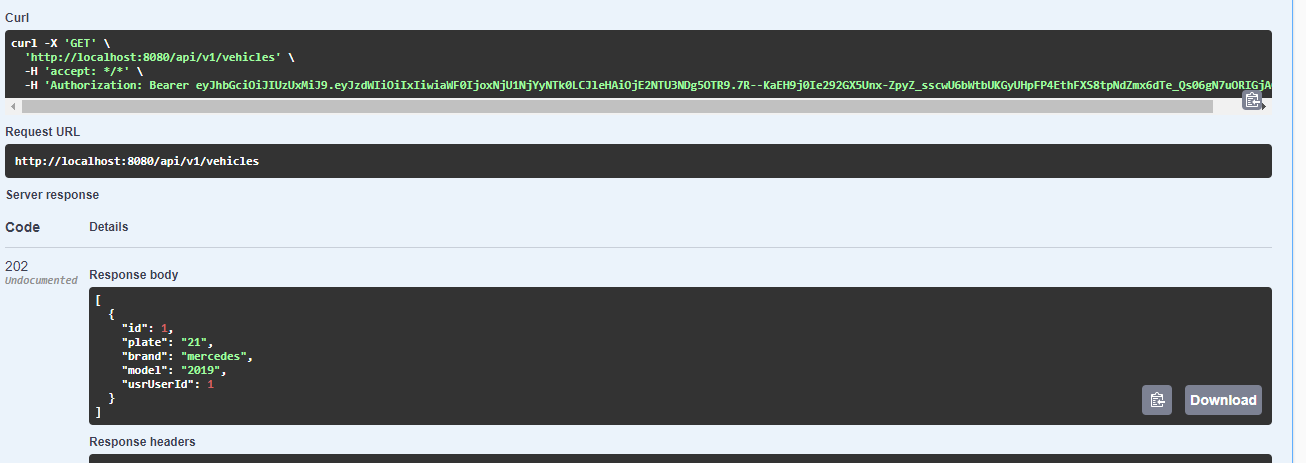 Curl
curl -X 'GET' \
'http://localhost:8080/api/v1/vehicles' \
-H 'accept: */*' \
-H 'Authorization: Bearer eyJhbGciOiJIUzUxMiJ9.eyJzdWIiOiIxIiwiaWF0IjoxNjU1NjYyNTk0LCJleHAiOjE2NTU3NDg5OTR9.7R--KaEH9j0Ie292GX5Unx-ZpyZ_sscwU6bWtbUKGyUHpFP4EthFXS8tpNdZmx6dTe_Qs06gN7uORIGjA
Request URL
http://localhost:8080/api/v1/vehicles
Server response
Code Details
202
Undocumented
Response body
[
{
"id": 1,
"plate": "21",
"brand": "mercedes",
"model": "2019",
"usrUserId": 1
}
]
Download
Response headers